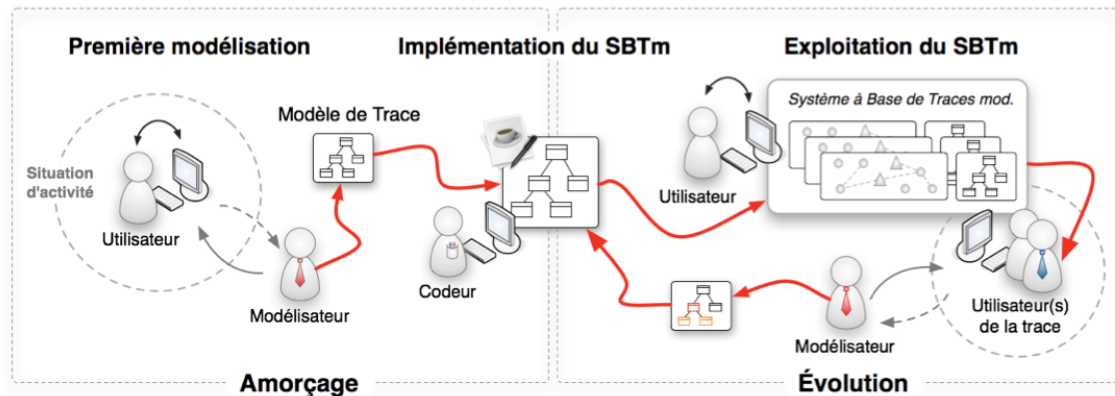 Première modélisation
Implémentation du SBTm
Exploitation du SBTm
Modèle de Trace
Système à Base de Traces mod.
Situation
d'activité
Utilisateur
Utilisateur
Codeur
Modélisateur
Modélisateur
Utilisateur(s)
de la trace
Amorçage
Évolution